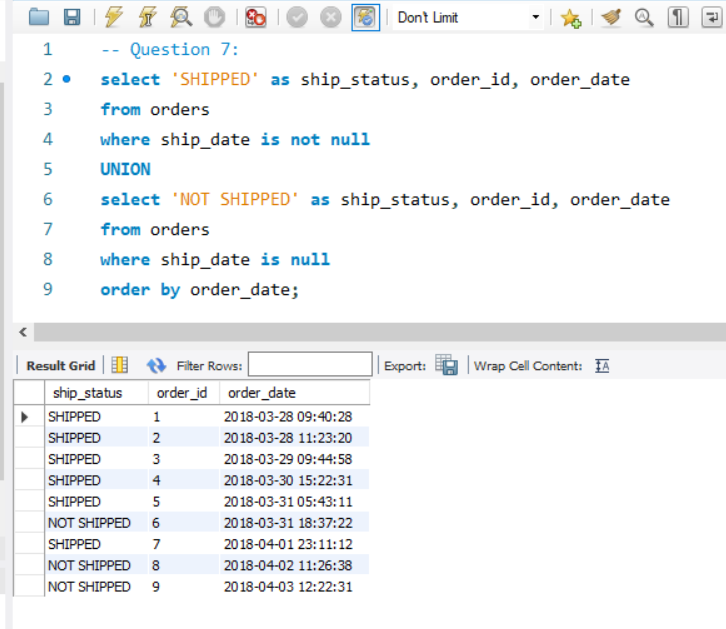 Don't Limit
1 -- Question 7:
2 select 'SHIPPED' as ship_status, order_id, order_date
3 from orders
4 where ship_date is not null
5 UNION
6 select 'NOT SHIPPED' as ship_status, order_id, order_date
7 from orders
8 where ship_date is null
9 order by order_date;
Result Grid Filter Rows: Export: Wrap Cell Content:
ship_status order_id order_date
SHIPPED 1 2018-03-28 09:40:28
SHIPPED 2 2018-03-28 11:23:20
SHIPPED 3 2018-03-29 09:44:58
SHIPPED 4 2018-03-30 15:22:31
SHIPPED 5 2018-03-31 05:43:11
NOT SHIPPED 6 2018-03-31 18:37:22
SHIPPED 7 2018-04-01 23:11:12
NOT SHIPPED 8 2018-04-02 11:26:38
NOT SHIPPED 9 2018-04-03 12:22:31